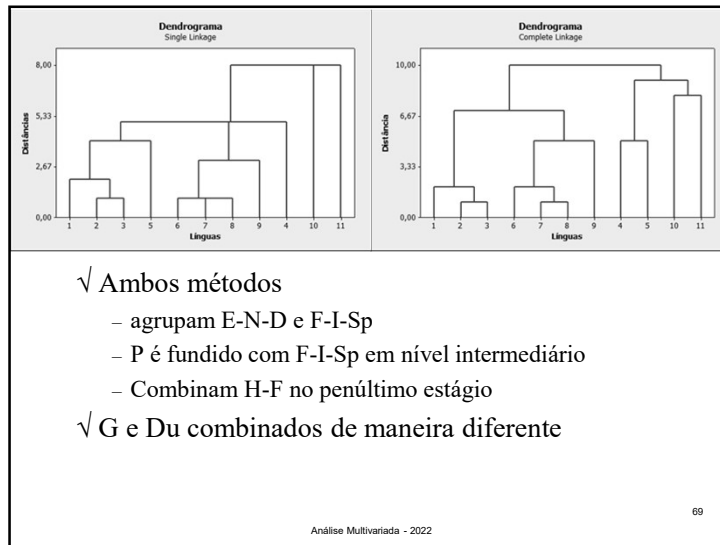 Dendrograma
Single Linkage
Distâncias
8,00
5,33
2,67
0,00
1 2 3 5 6 7 8 9 4 10 11
Línguas
Dendrograma
Complete Linkage
Distância
10,00
6,67
3,33
0,00
1 2 3 6 7 8 9 4 5 10 11
Línguas
√ Ambos métodos
– agrupam E-N-D e F-I-Sp
– P é fundido com F-I-Sp em nível intermediário
– Combinam H-F no penúltimo estágio
√ G e Du combinados de maneira diferente
69
Análise Multivariada - 2022